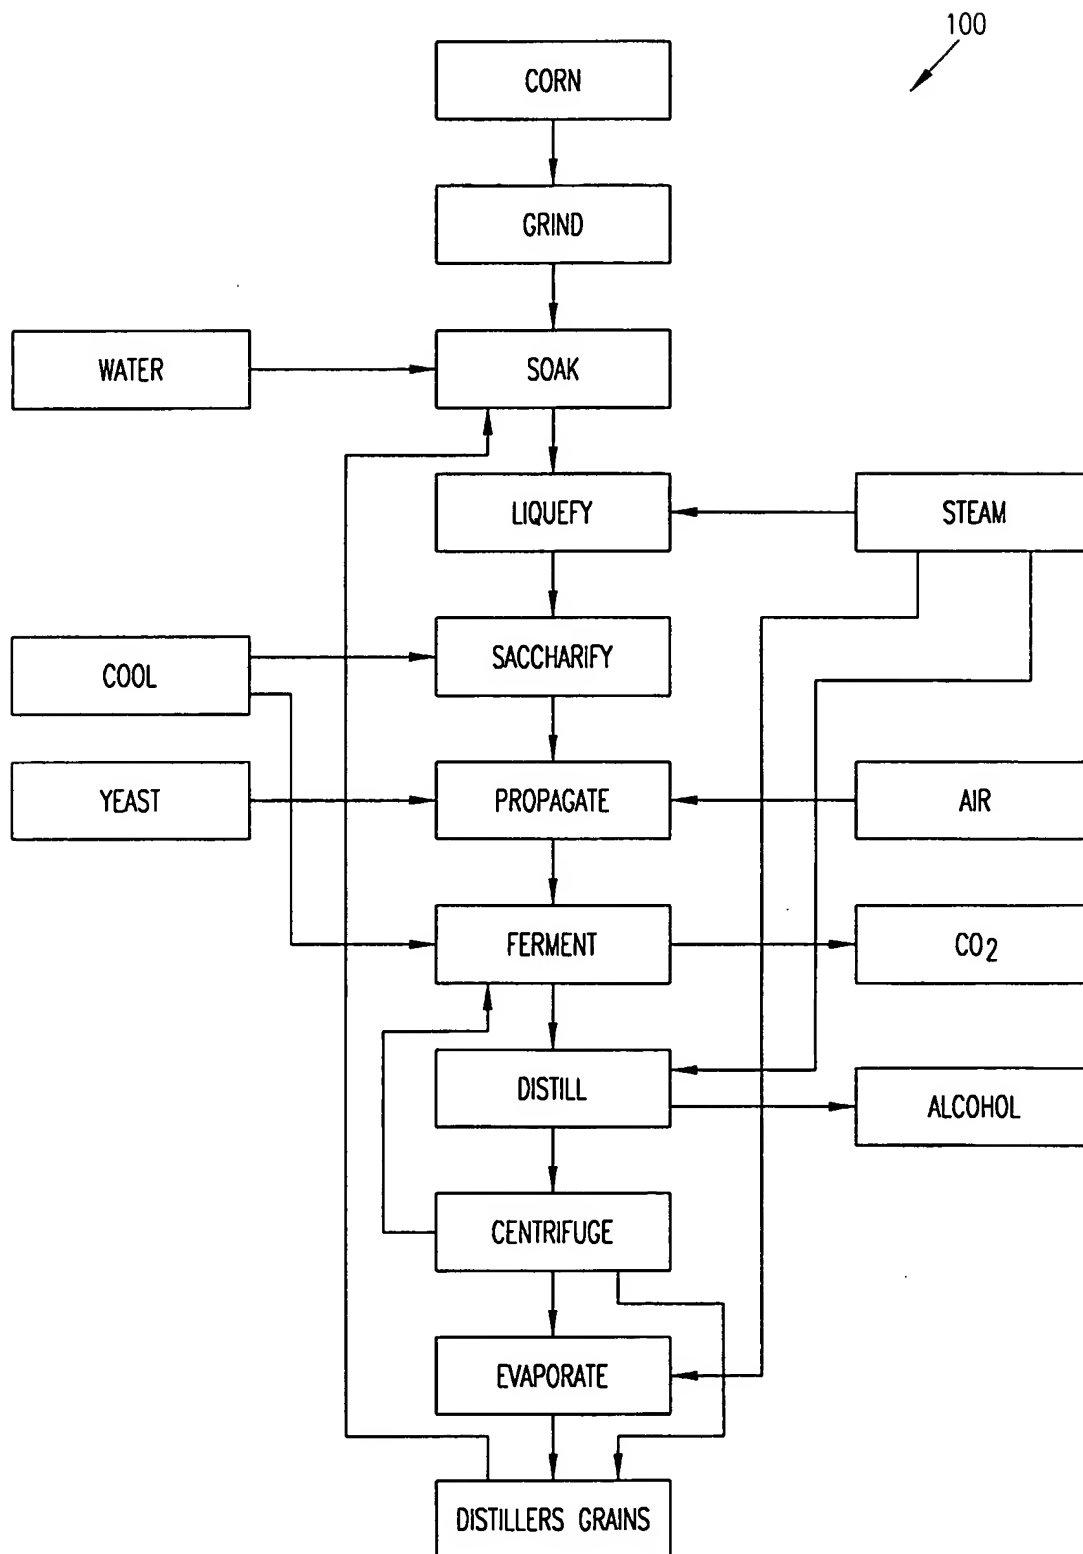 100
CORN
GRIND
WATER
SOAK
LIQUEFY
STEAM
COOL
SACCHARIFY
YEAST
PROPAGATE
AIR
FERMENT
CO2
DISTILL
ALCOHOL
CENTRIFUGE
EVAPORATE
DISTILLERS GRAINS